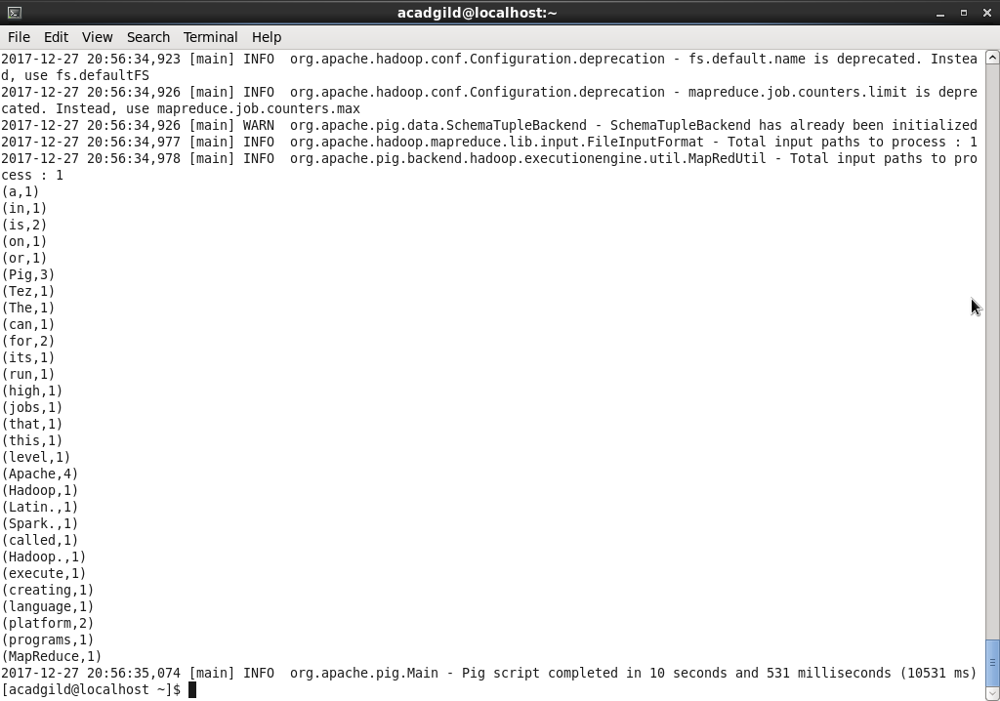 acadgild@localhost:~
File Edit View Search Terminal Help
2017-12-27 20:56:34,923 [main] INFO  org.apache.hadoop.conf.Configuration.deprecation - fs.default.name is deprecated. Instea
d, use fs.defaultFS
2017-12-27 20:56:34,926 [main] INFO  org.apache.hadoop.conf.Configuration.deprecation - mapreduce.job.counters.limit is depre
cated. Instead, use mapreduce.job.counters.max
2017-12-27 20:56:34,926 [main] WARN  org.apache.pig.data.SchemaTupleBackend - SchemaTupleBackend has already been initialized
2017-12-27 20:56:34,977 [main] INFO  org.apache.hadoop.mapreduce.lib.input.FileInputFormat - Total input paths to process : 1
2017-12-27 20:56:34,978 [main] INFO  org.apache.pig.backend.hadoop.executionengine.util.MapRedUtil - Total input paths to pro
cess : 1
(a,1)
(in,1)
(is,2)
(on,1)
(or,1)
(Pig,3)
(Tez,1)
(The,1)
(can,1)
(for,2)
(its,1)
(run,1)
(high,1)
(jobs,1)
(that,1)
(this,1)
(level,1)
(Apache,4)
(Hadoop,1)
(Latin.,1)
(Spark.,1)
(called,1)
(Hadoop.,1)
(execute,1)
(creating,1)
(language,1)
(platform,2)
(programs,1)
(MapReduce,1)
2017-12-27 20:56:35,074 [main] INFO  org.apache.pig.Main - Pig script completed in 10 seconds and 531 milliseconds (10531 ms)
[acadgild@localhost ~]$